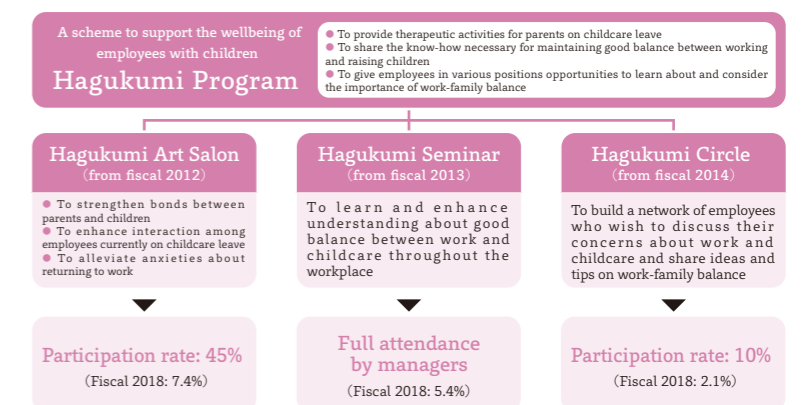 A scheme to support the wellbeing of
employees with children
Hagukumi Program
● To provide therapeutic activities for parents on childcare leave
● To share the know-how necessary for maintaining good balance between working
and raising children
● To give employees in various positions opportunities to learn about and consider
the importance of work-family balance
Hagukumi Art Salon
(from fiscal 2012)
● To strengthen bonds between
parents and children
● To enhance interaction among
employees currently on childcare leave
● To alleviate anxieties about
returning to work
Participation rate: 45%
(Fiscal 2018: 7.4%)
Hagukumi Seminar
(from fiscal 2013)
To learn and enhance
understanding about good
balance between work and
childcare throughout the
workplace
Full attendance
by managers
(Fiscal 2018: 5.4%)
Hagukumi Circle
(from fiscal 2014)
To build a network of employees
who wish to discuss their
concerns about work and
childcare and share ideas and
tips on work-family balance
Participation rate: 10%
(Fiscal 2018: 2.1%)